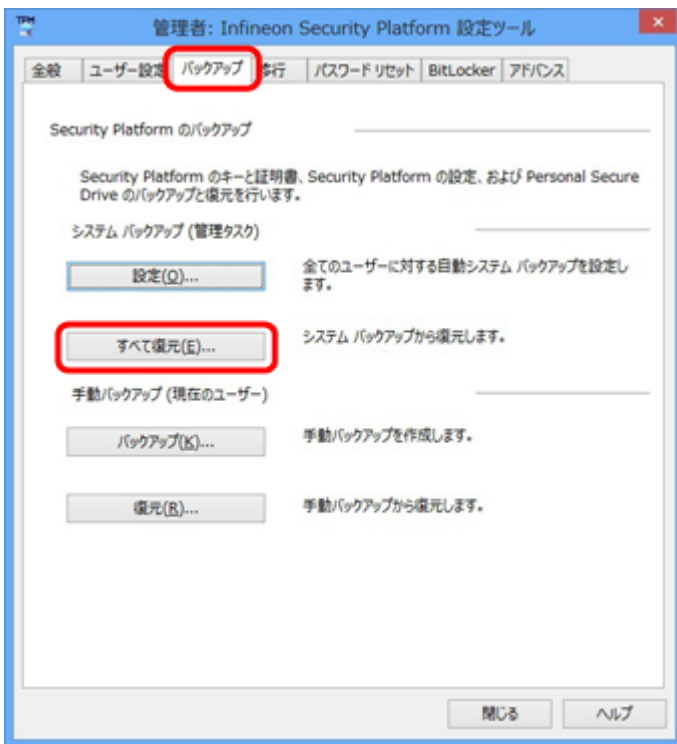 TPM
管理者: Infineon Security Platform 設定ツール
全般 ユーザー設定 バックアップ 移行 パスワード リセット BitLocker アドバンス
Security Platform のバックアップ
Security Platform のキーと証明書、Security Platform の設定、および Personal Secure
Drive のバックアップと復元を行います。
システム バックアップ (管理タスク)
設定(O)...
全てのユーザーに対する自動システム バックアップを設定し
ます。
すべて復元(E)...
システム バックアップから復元します。
手動バックアップ (現在のユーザー)
バックアップ(K)...
手動バックアップを作成します。
復元(R)...
手動バックアップから復元します。
閉じる ヘルプ